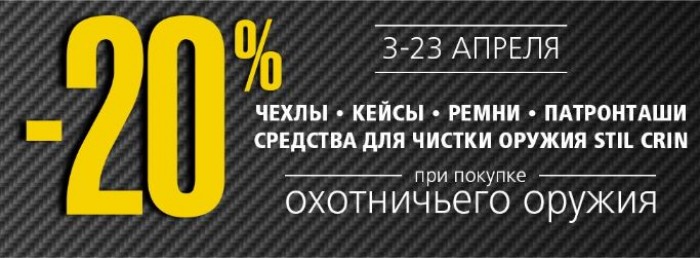 -20%
3-23 АПРЕЛЯ
ЧЕХЛЫ • КЕЙСЫ • РЕМНИ • ПАТРОНТАШИ
СРЕДСТВА ДЛЯ ЧИСТКИ ОРУЖИЯ STIL CRIN
при покупке
охотничьего оружия